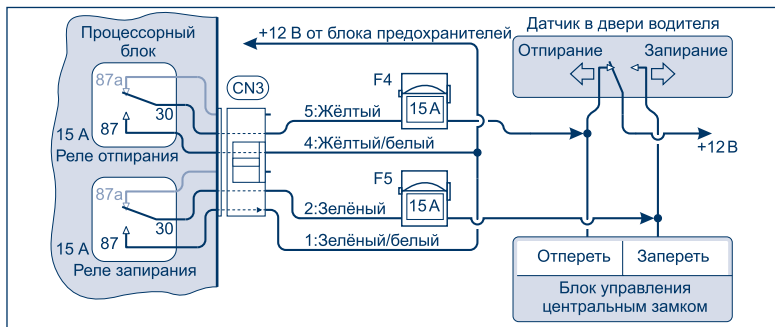 Процессорный
блок
+12 В от блока предохранителей
Датчик в двери водителя
Отпирание
Запирание
87a
30
87
15 А
Реле отпирания
CN3
F4
15 А
5:Жёлтый
4:Жёлтый/белый
+12 В
F5
15 А
2:Зелёный
1:Зелёный/белый
87a
30
87
15 А
Реле запирания
Отпереть
Запереть
Блок управления
центральным замком